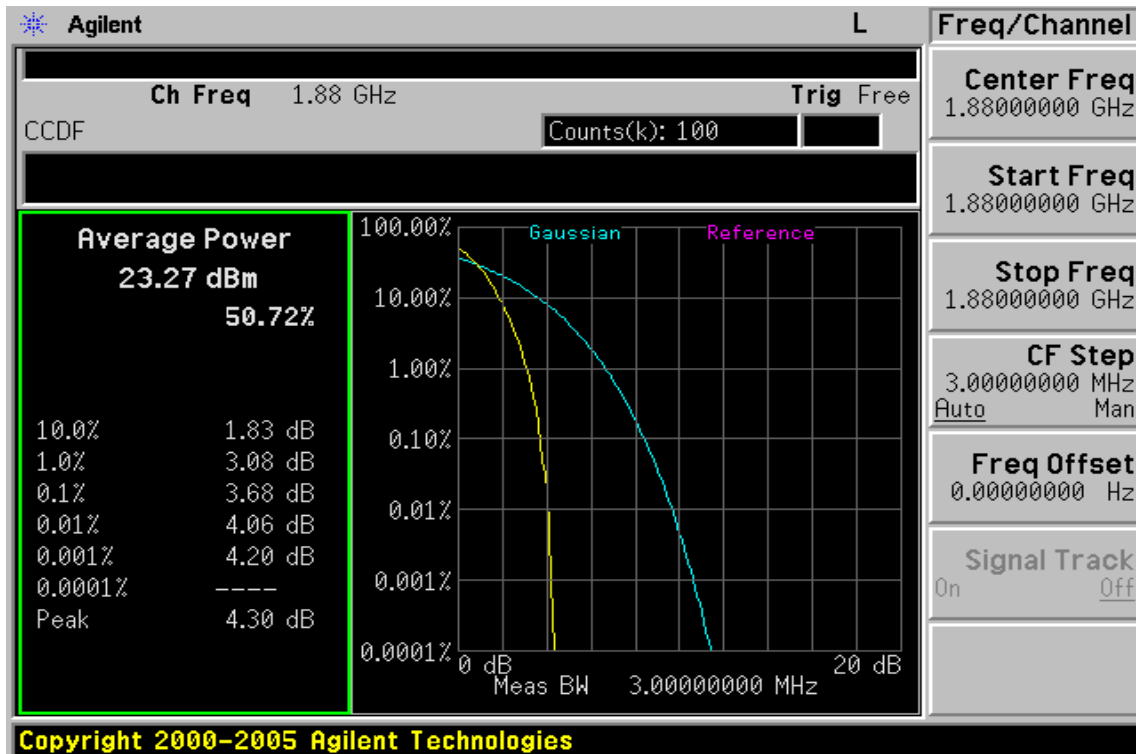 Agilent L
Ch Freq 1.88 GHz Trig Free
CCDF Counts(k): 100
Average Power
23.27 dBm
50.72%
10.0% 1.83 dB
1.0% 3.08 dB
0.1% 3.68 dB
0.01% 4.06 dB
0.001% 4.20 dB
0.0001% ----
Peak 4.30 dB
Gaussian Reference
100.00%
10.00%
1.00%
0.10%
0.01%
0.001%
0.0001%
0 dB 20 dB
Meas BW 3.00000000 MHz
Freq/Channel
Center Freq
1.88000000 GHz
Start Freq
1.88000000 GHz
Stop Freq
1.88000000 GHz
CF Step
3.00000000 MHz
Auto Man
Freq Offset
0.00000000 Hz
Signal Track
On Off
Copyright 2000-2005 Agilent Technologies